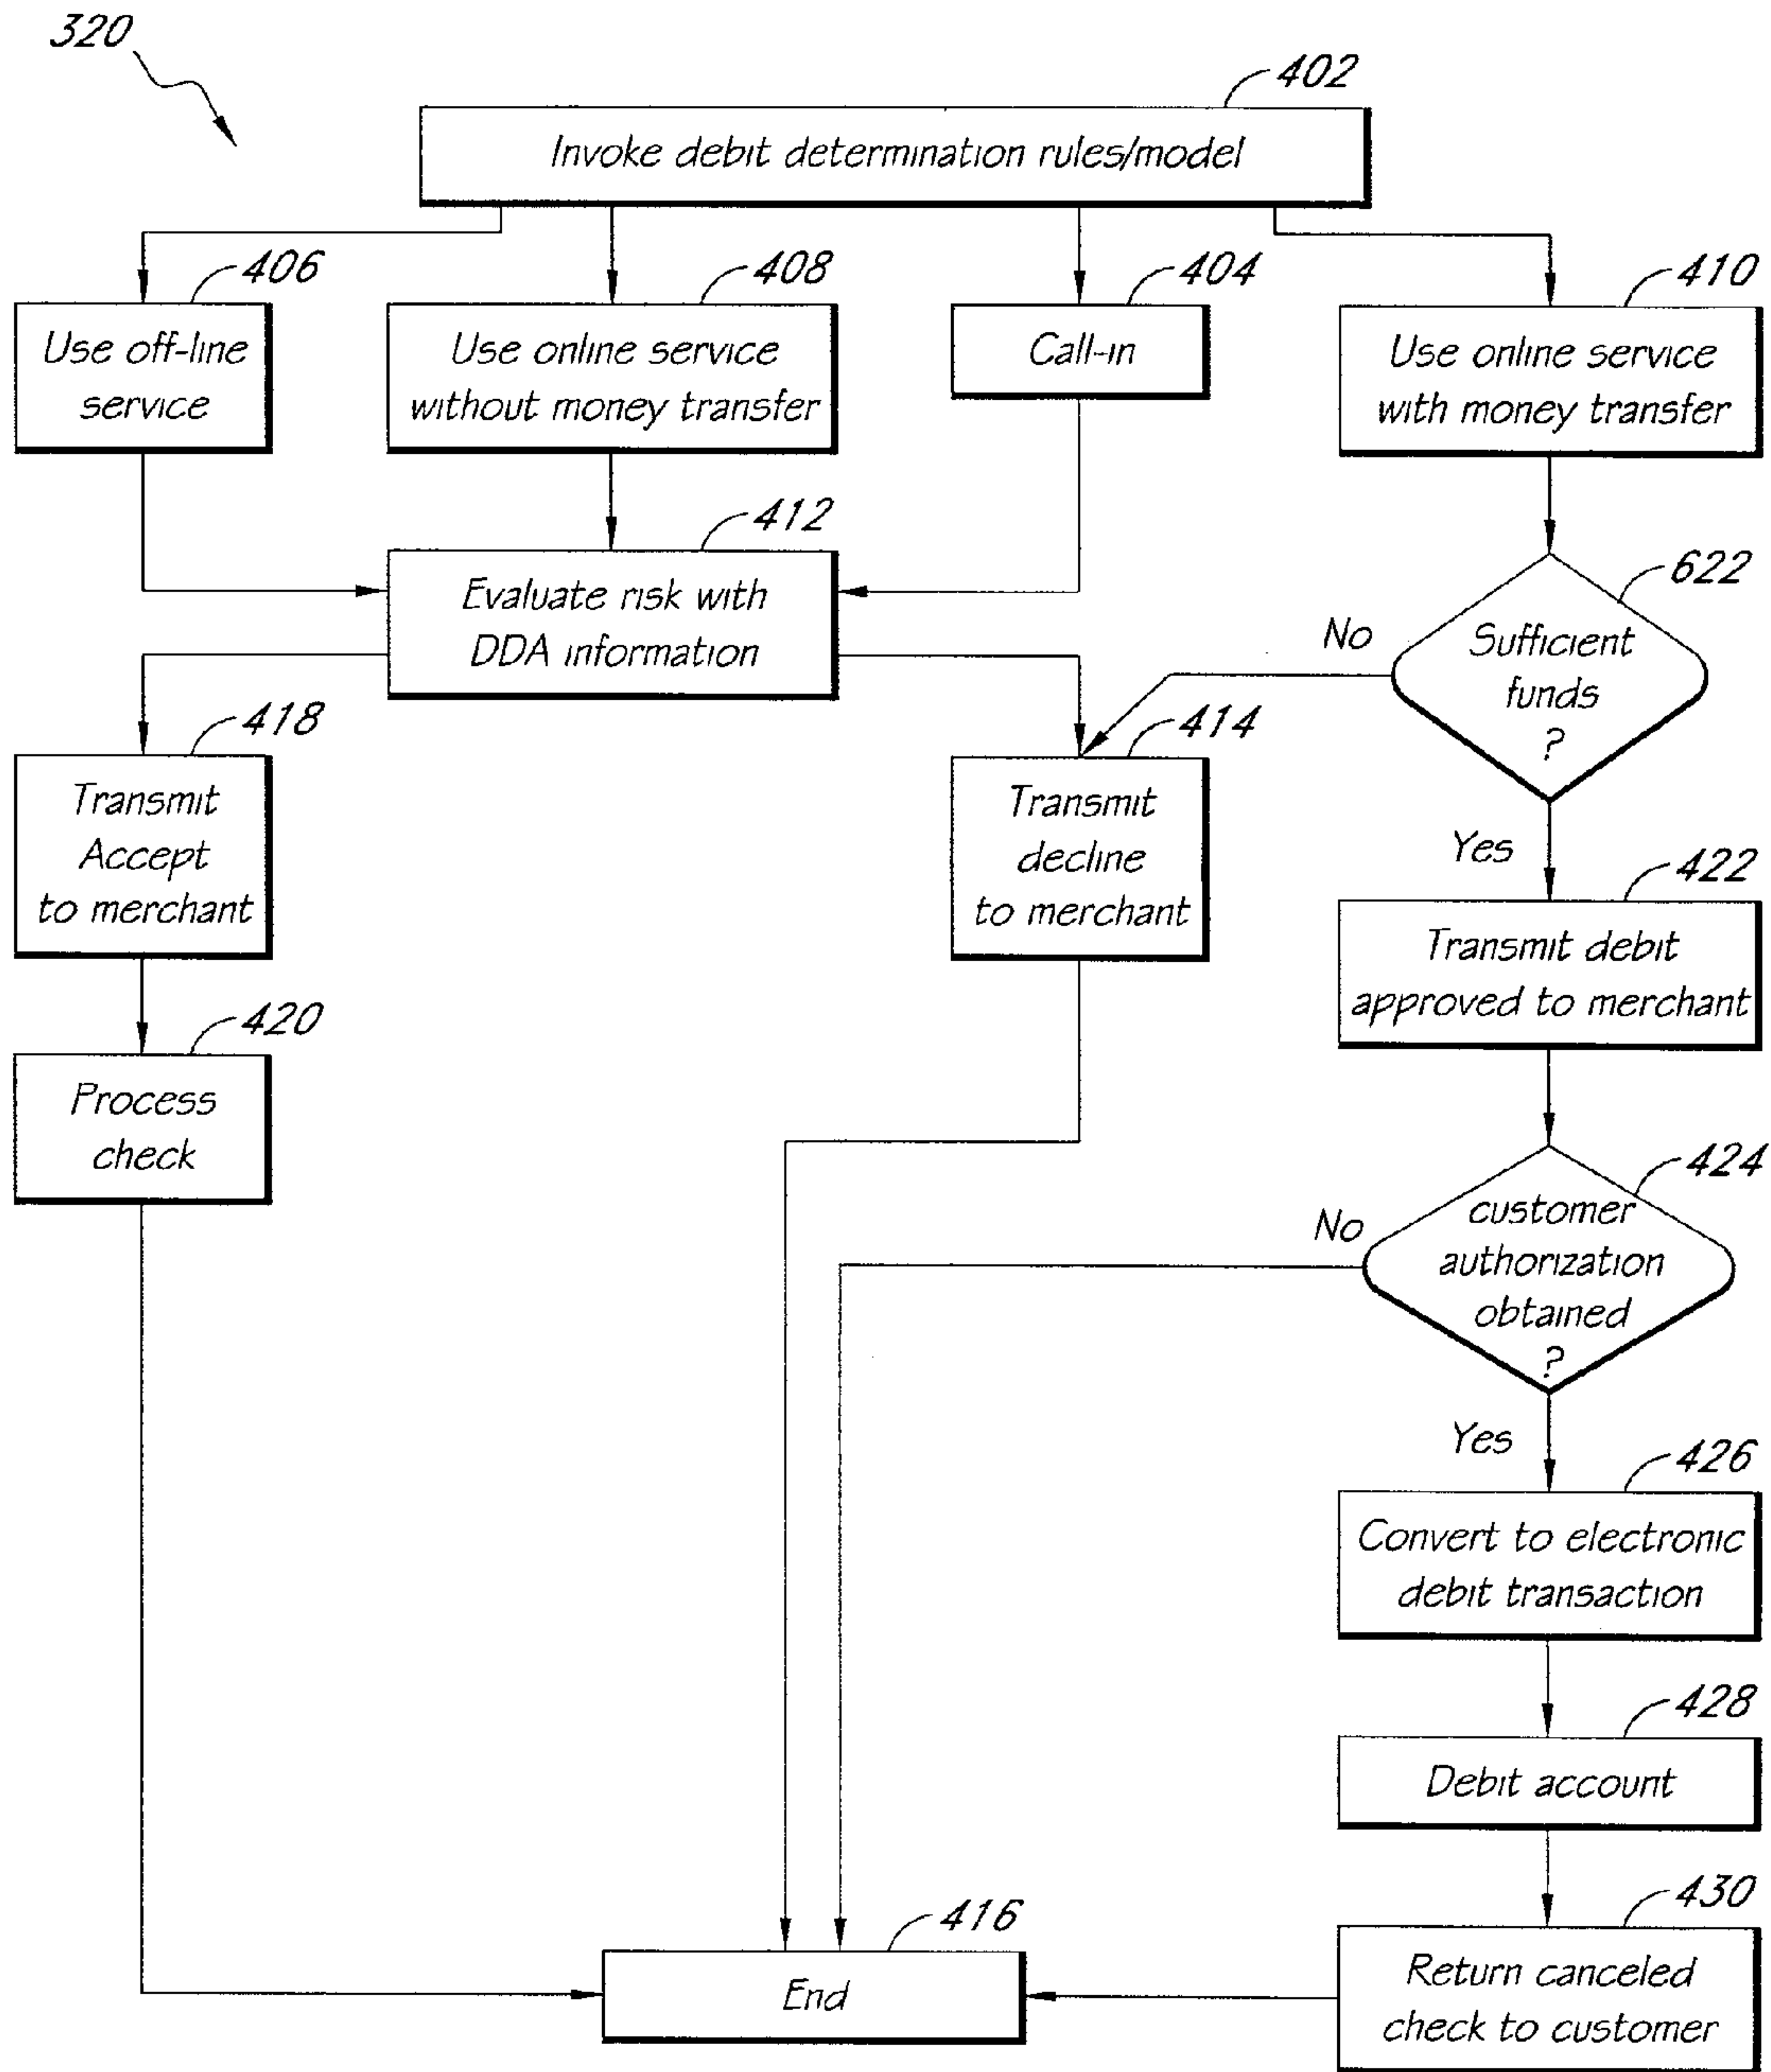 320
402
Invoke debit determination rules/model
406
408
404
410
Use off-line
service
Use online service
without money transfer
Call-in
Use online service
with money transfer
412
Evaluate risk with
DDA information
622
No
Sufficient
funds
?
418
Transmit
Accept
to merchant
414
Transmit
decline
to merchant
Yes
422
Transmit debit
approved to merchant
420
Process
check
424
No
customer
authorization
obtained
?
Yes
426
Convert to electronic
debit transaction
428
Debit account
430
Return canceled
check to customer
416
End